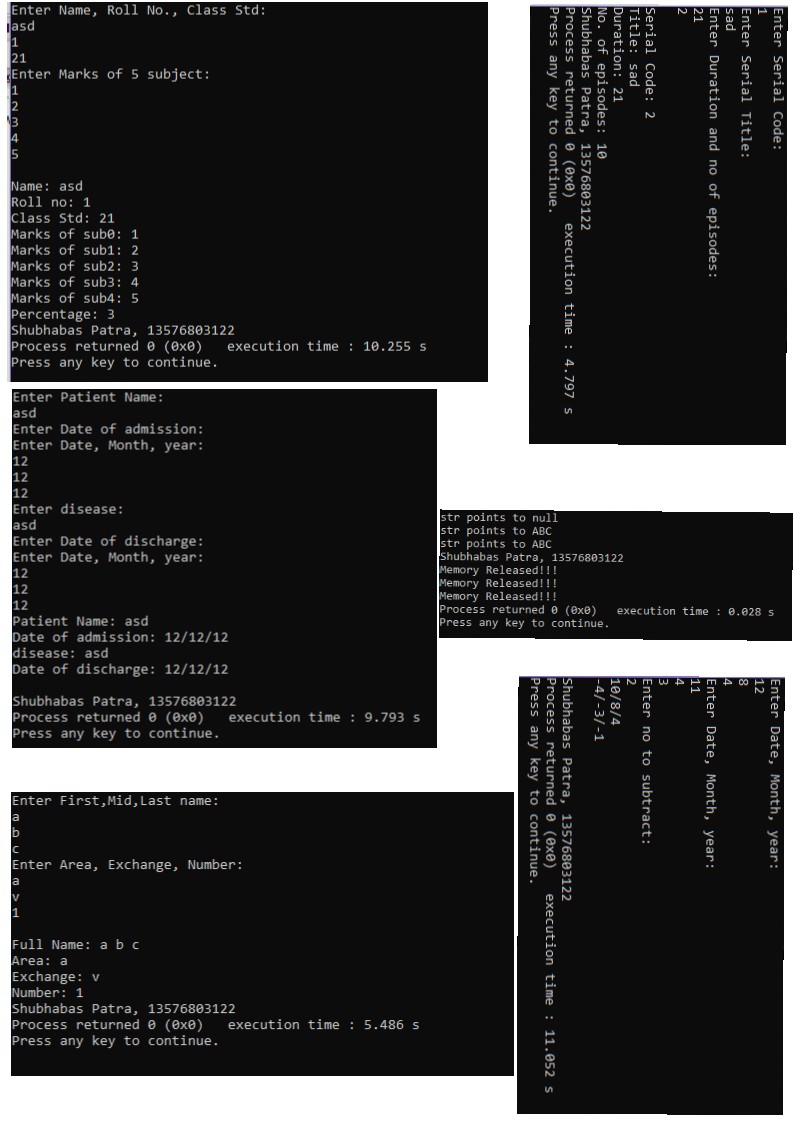 Enter Name, Roll No., Class Std:
asd
1
21
Enter Marks of 5 subject:
1
2
3
4
5
Name: asd
Roll no: 1
Class Std: 21
Marks of sub0: 1
Marks of sub1: 2
Marks of sub2: 3
Marks of sub3: 4
Marks of sub4: 5
Percentage: 3
Shubhabas Patra, 13576803122
Process returned 0 (0x0)   execution time : 10.255 s
Press any key to continue.
Enter Serial Code:
1
Enter Serial Title:
sad
Enter Duration and no of episodes:
21
2
Serial Code: 2
Title: sad
Duration: 21
No. of episodes: 10
Shubhabas Patra, 13576803122
Process returned 0 (0x0)   execution time : 4.797 s
Press any key to continue.
Enter Patient Name:
asd
Enter Date of admission:
Enter Date, Month, year:
12
12
12
Enter disease:
asd
Enter Date of discharge:
Enter Date, Month, year:
12
12
12
Patient Name: asd
Date of admission: 12/12/12
disease: asd
Date of discharge: 12/12/12
Shubhabas Patra, 13576803122
Process returned 0 (0x0)   execution time : 9.793 s
Press any key to continue.
str points to null
str points to ABC
str points to ABC
Shubhabas Patra, 13576803122
Memory Released!!!
Memory Released!!!
Memory Released!!!
Process returned 0 (0x0)   execution time : 0.028 s
Press any key to continue.
Enter First,Mid,Last name:
a
b
c
Enter Area, Exchange, Number:
a
v
1
Full Name: a b c
Area: a
Exchange: v
Number: 1
Shubhabas Patra, 13576803122
Process returned 0 (0x0)   execution time : 5.486 s
Press any key to continue.
Enter Date, Month, year:
12
8
4
Enter Date, Month, year:
11
4
3
Enter no to subtract:
2
10/8/4
-4/-3/-1
Shubhabas Patra, 13576803122
Process returned 0 (0x0)   execution time : 11.052 s
Press any key to continue.